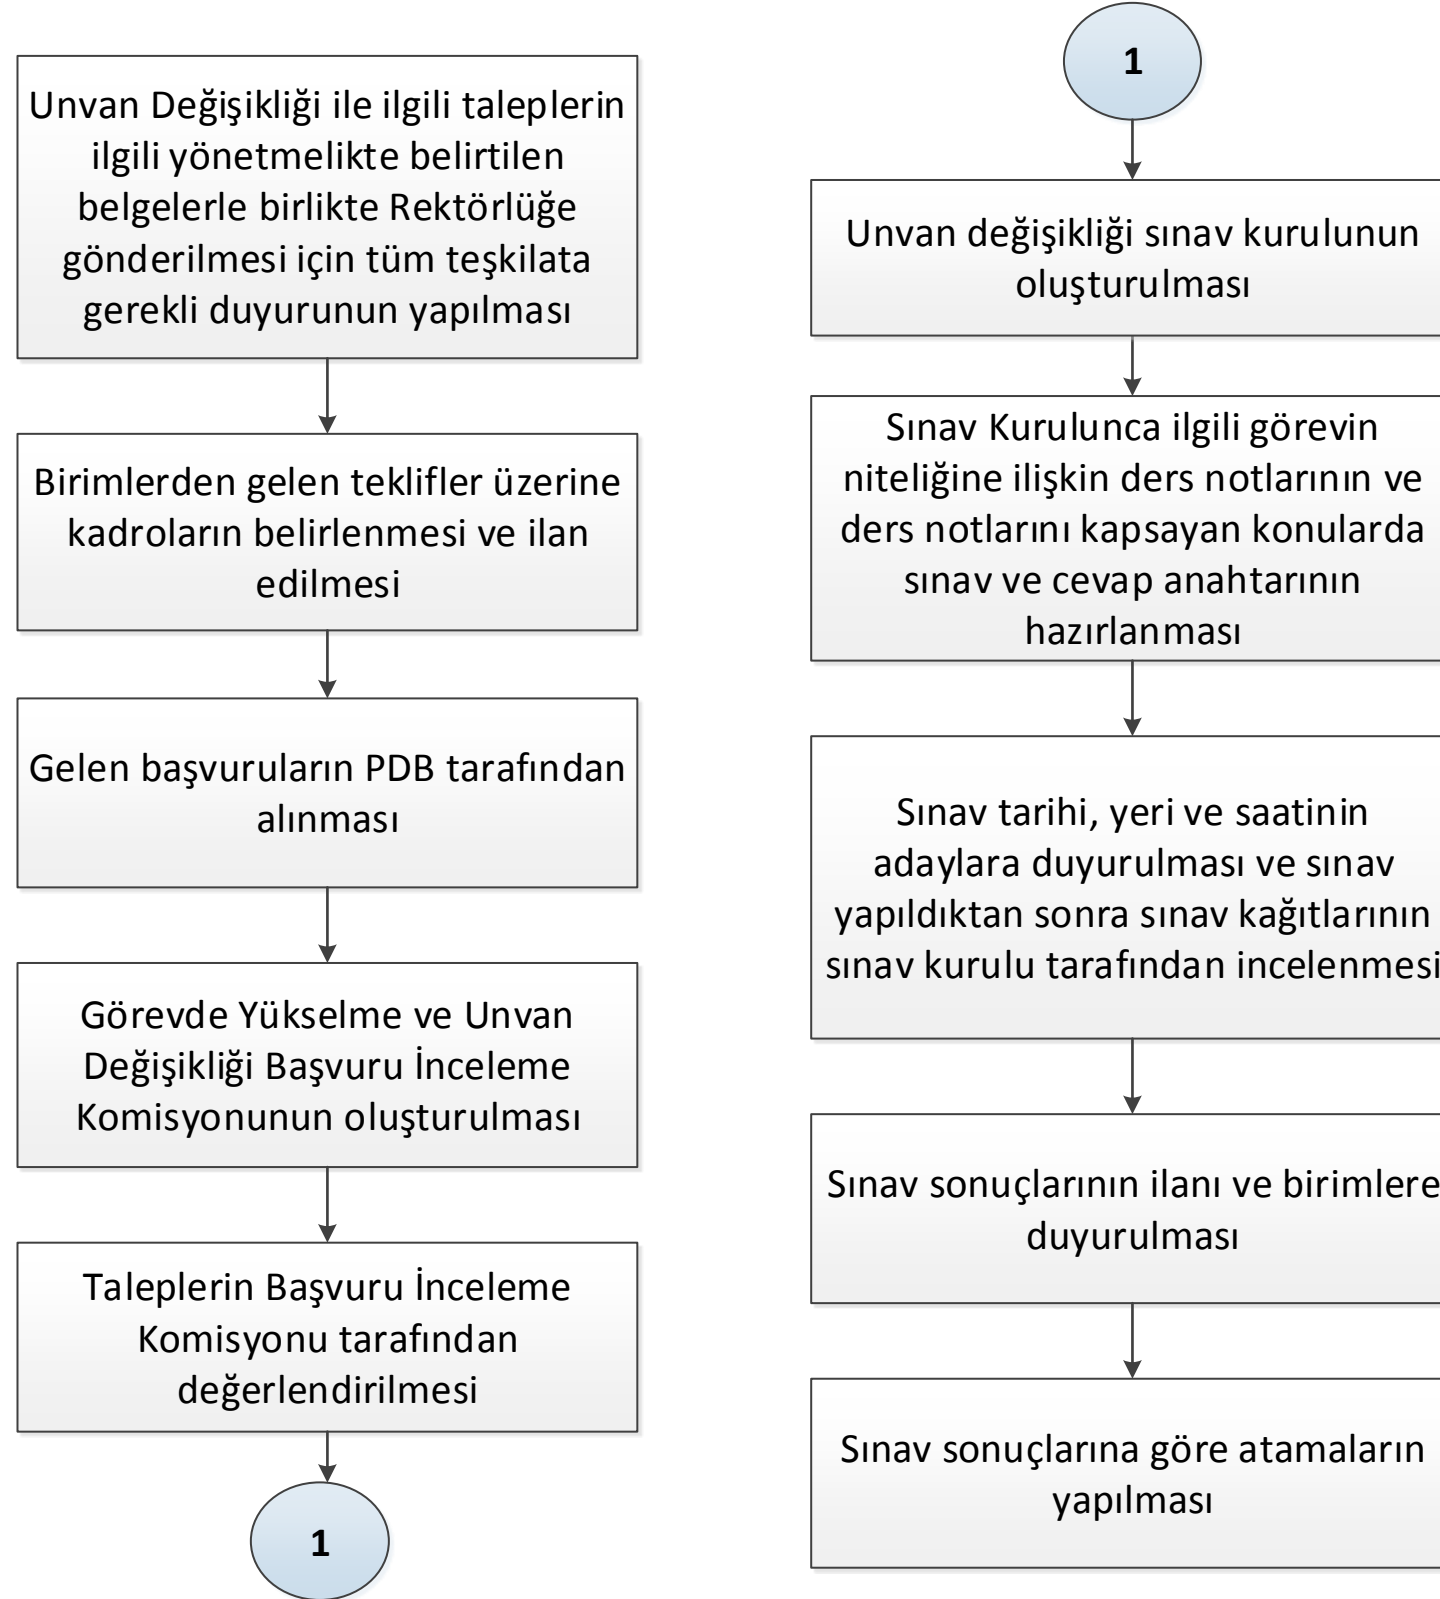 Unvan Değişikliği ile ilgili taleplerin
ilgili yönetmelikte belirtilen
belgelerle birlikte Rektörlüğe
gönderilmesi için tüm teşkilata
gerekli duyurunun yapılması
Birimlerden gelen teklifler üzerine
kadroların belirlenmesi ve ilan
edilmesi
Gelen başvuruların PDB tarafından
alınması
Görevde Yükselme ve Unvan
Değişikliği Başvuru İnceleme
Komisyonunun oluşturulması
Taleplerin Başvuru İnceleme
Komisyonu tarafından
değerlendirilmesi
1
1
Unvan değişikliği sınav kurulunun
oluşturulması
Sınav Kurulunca ilgili görevin
niteliğine ilişkin ders notlarının ve
ders notlarını kapsayan konularda
sınav ve cevap anahtarının
hazırlanması
Sınav tarihi, yeri ve saatinin
adaylara duyurulması ve sınav
yapıldıktan sonra sınav kağıtlarının
sınav kurulu tarafından incelenmesi
Sınav sonuçlarının ilanı ve birimlere
duyurulması
Sınav sonuçlarına göre atamaların
yapılması